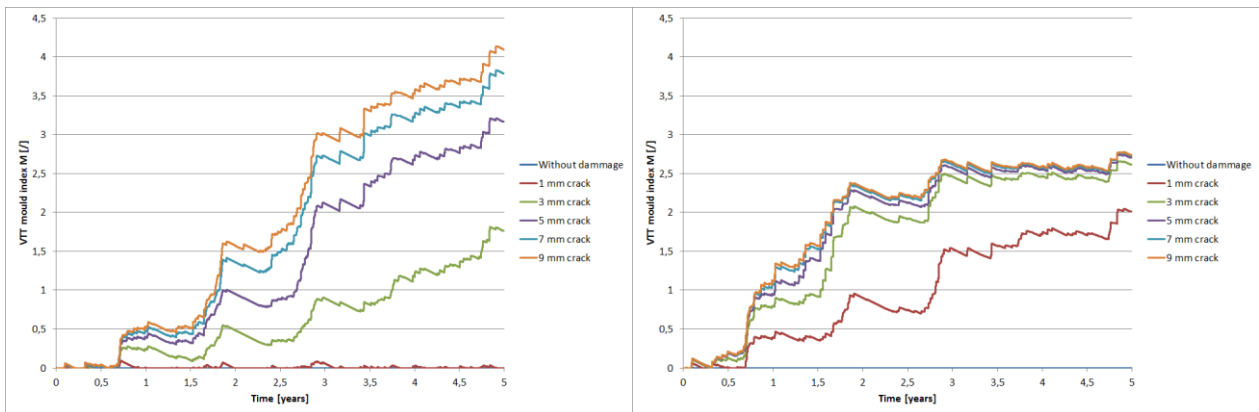 4,5
4
3,5
3
2,5
2
1,5
1
0,5
0
VTT mould index M [/]
0 0,5 1 1,5 2 2,5 3 3,5 4 4,5 5
Time [years]
Without dammage
1 mm crack
3 mm crack
5 mm crack
7 mm crack
9 mm crack
4,5
4
3,5
3
2,5
2
1,5
1
0,5
0
VTT mould index M [/]
0 0,5 1 1,5 2 2,5 3 3,5 4 4,5 5
Time [years]
Without dammage
1 mm crack
3 mm crack
5 mm crack
7 mm crack
9 mm crack